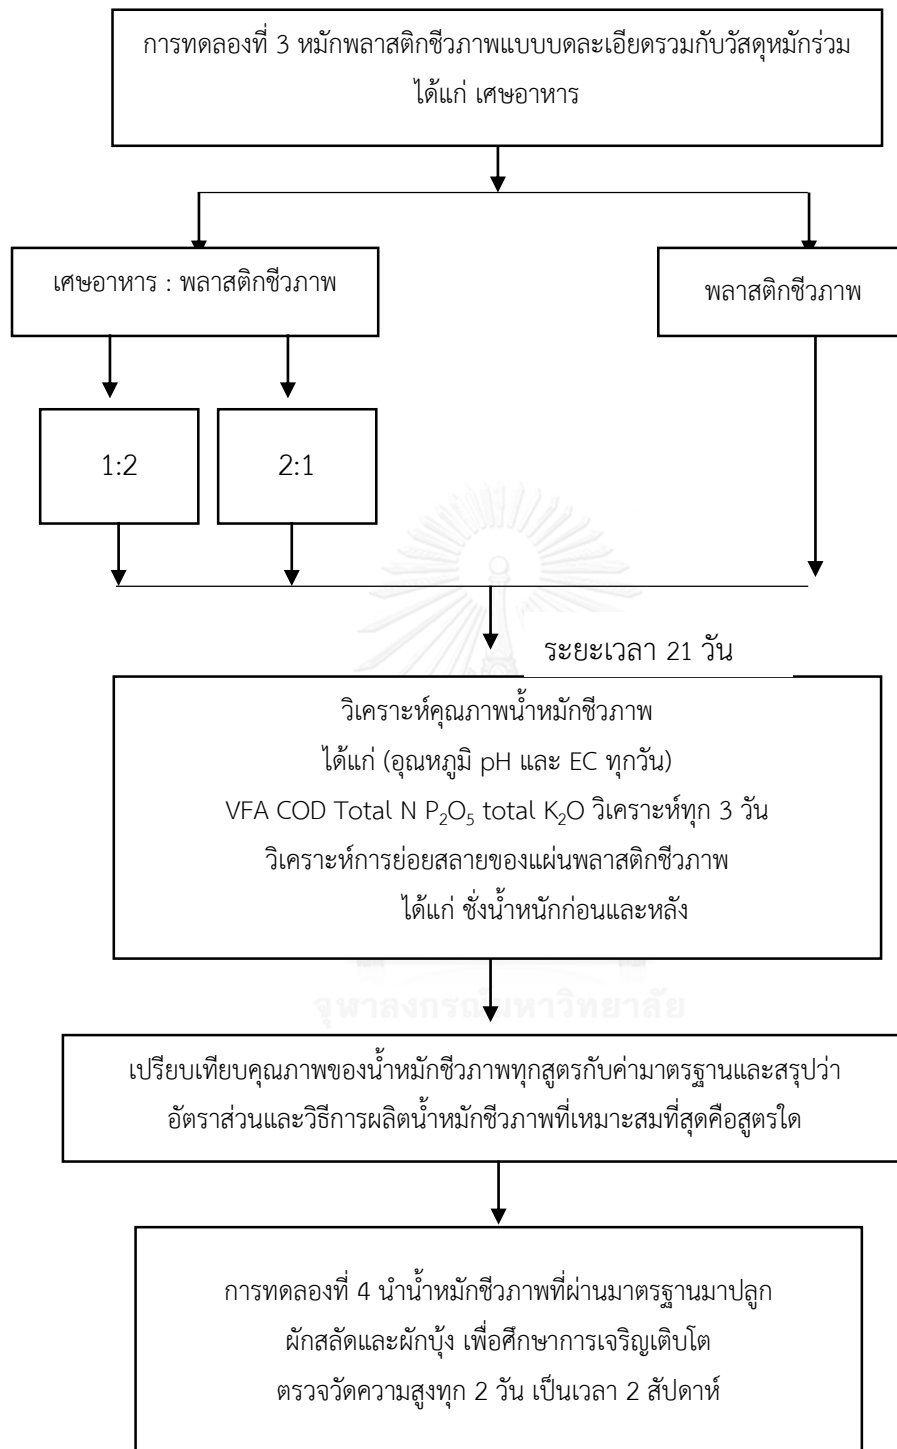 การทดลองที่ 3 หมักพลาสติกชีวภาพแบบบดละเอียดรวมกับวัสดุหมักร่วม
ได้แก่ เศษอาหาร
เศษอาหาร : พลาสติกชีวภาพ
พลาสติกชีวภาพ
1:2
2:1
ระยะเวลา 21 วัน
วิเคราะห์คุณภาพน้ำหมักชีวภาพ
ได้แก่ (อุณหภูมิ pH และ EC ทุกวัน)
VFA COD Total N P₂O₅ total K₂O วิเคราะห์ทุก 3 วัน
วิเคราะห์การย่อยสลายของแผ่นพลาสติกชีวภาพ
ได้แก่ ชั่งน้ำหนักก่อนและหลัง
จุฬาลงกรณ์มหาวิทยาลัย
เปรียบเทียบคุณภาพของน้ำหมักชีวภาพทุกสูตรกับค่ามาตรฐานและสรุปว่า
อัตราส่วนและวิธีการผลิตน้ำหมักชีวภาพที่เหมาะสมที่สุดคือสูตรใด
การทดลองที่ 4 นำน้ำหมักชีวภาพที่ผ่านมาตรฐานมาปลูก
ผักสลัดและผักบุ้ง เพื่อศึกษาการเจริญเติบโต
ตรวจวัดความสูงทุก 2 วัน เป็นเวลา 2 สัปดาห์